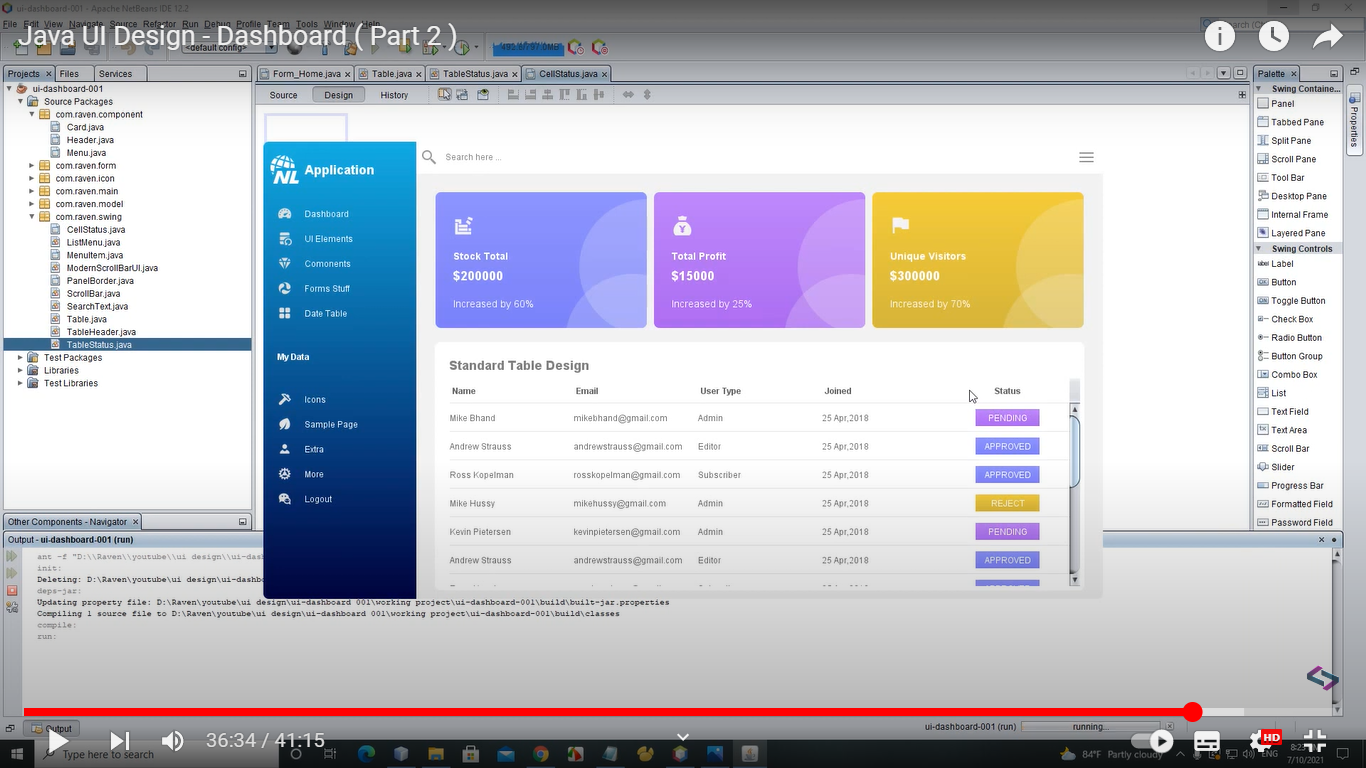 ui-dashboard-001 - Apache NetBeans IDE 12.2
File Edit View Navigate Source Refactor Run Debug Profile Team Tools Window Help
Java UI Design - Dashboard ( Part 2 )
<default config>
Projects Files Services
Form_Home.java Table.java TableStatus.java CellStatus.java
Source Design History
ui-dashboard-001
Source Packages
com.raven.component
Card.java
Header.java
Menu.java
com.raven.form
com.raven.icon
com.raven.main
com.raven.model
com.raven.swing
CellStatus.java
ListMenu.java
MenuItem.java
ModernScrollBarUI.java
PanelBorder.java
ScrollBar.java
SearchText.java
Table.java
TableHeader.java
TableStatus.java
Test Packages
Libraries
Test Libraries
NL Application
Dashboard
UI Elements
Comonents
Forms Stuff
Date Table
My Data
Icons
Sample Page
Extra
More
Logout
Search here ...
Stock Total
$200000
Increased by 60%
Total Profit
$15000
Increased by 25%
Unique Visitors
$300000
Increased by 70%
Standard Table Design
Name Email User Type Joined Status
Mike Bhand mikebhand@gmail.com Admin 25 Apr,2018 PENDING
Andrew Strauss andrewstrauss@gmail.com Editor 25 Apr,2018 APPROVED
Ross Kopelman rosskopelman@gmail.com Subscriber 25 Apr,2018 APPROVED
Mike Hussy mikehussy@gmail.com Admin 25 Apr,2018 REJECT
Kevin Pietersen kevinpietersen@gmail.com Admin 25 Apr,2018 PENDING
Andrew Strauss andrewstrauss@gmail.com Editor 25 Apr,2018 APPROVED
Palette
Swing Containe...
Panel
Tabbed Pane
Split Pane
Scroll Pane
Tool Bar
Desktop Pane
Internal Frame
Layered Pane
Swing Controls
label Label
Button
Toggle Button
Check Box
Radio Button
Button Group
Combo Box
List
Text Field
Text Area
Scroll Bar
Slider
Progress Bar
Formatted Field
Password Field
Properties
Other Components - Navigator
Output - ui-dashboard-001 (run)
ant -f "D:\\Raven\\youtube\\ui design\\ui-dash
init:
Deleting: D:\Raven\youtube\ui design\ui-dashbo
deps-jar:
Updating property file: D:\Raven\youtube\ui design\ui-dashboard 001\working project\ui-dashboard-001\build\built-jar.properties
Compiling 1 source file to D:\Raven\youtube\ui design\ui-dashboard 001\working project\ui-dashboard-001\build\classes
compile:
run:
Output
ui-dashboard-001 (run) running...
36:34 / 41:15
HD
Type here to search
84°F Partly cloudy
ENG
7/10/2021